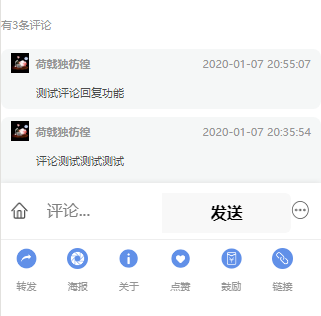 有3条评论
荷戟独彷徨 2020-01-07 20:55:07
测试评论回复功能
荷戟独彷徨 2020-01-07 20:35:54
评论测试测试测试
评论... 发送
转发 海报 关于 点赞 鼓励 链接